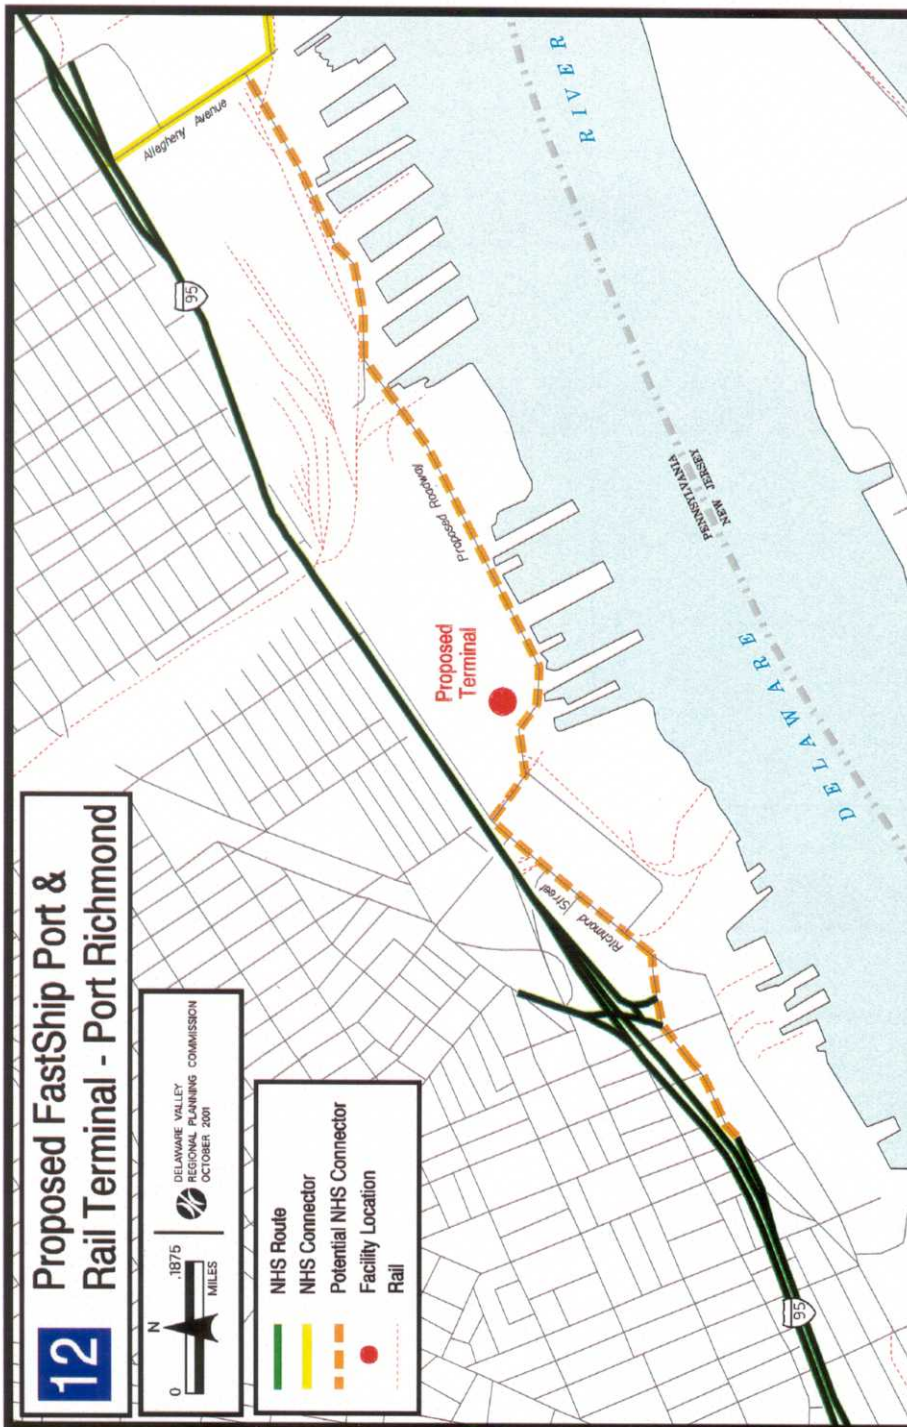 12
Proposed FastShip Port &
Rail Terminal - Port Richmond
N
0 .1875
MILES
DELAWARE VALLEY
REGIONAL PLANNING COMMISSION
OCTOBER 2001
NHS Route
NHS Connector
Potential NHS Connector
Facility Location
Rail
95
Richmond Street
Proposed
Terminal
Proposed Roadway
95
Allegheny Avenue
DELAWARE
PENNSYLVANIA
NEW JERSEY
RIVER